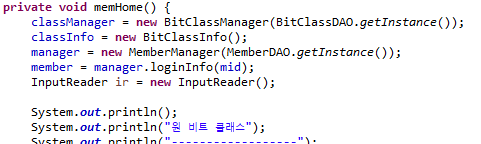 private void memHome() {
classManager = new BitClassManager(BitClassDAO.getInstance());
classInfo = new BitClassInfo();
manager = new MemberManager(MemberDAO.getInstance());
member = manager.loginInfo(mid);
InputReader ir = new InputReader();
System.out.println();
System.out.println("원 비트 클래스");
System.out.println("------------------");